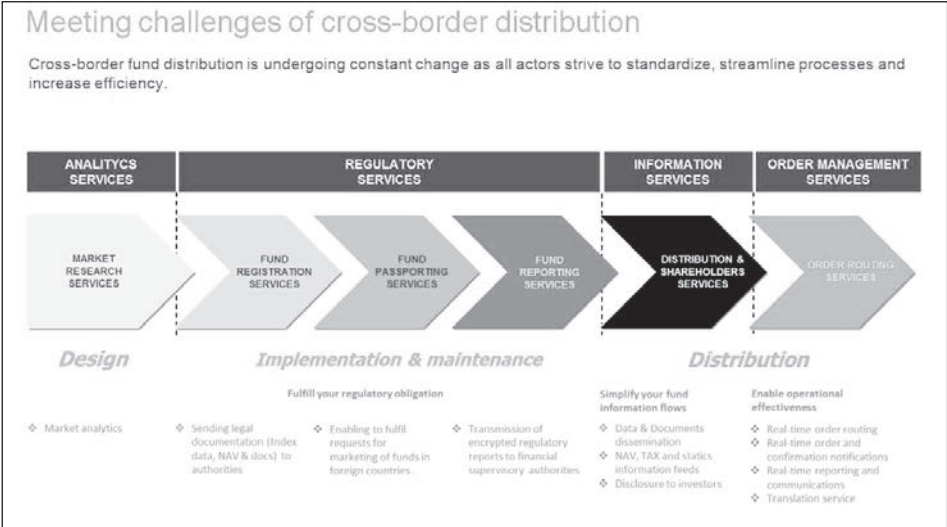 Meeting challenges of cross-border distribution
Cross-border fund distribution is undergoing constant change as all actors strive to standardize, streamline processes and
increase efficiency.
ANALITYCS
SERVICES
REGULATORY
SERVICES
INFORMATION
SERVICES
ORDER MANAGEMENT
SERVICES
MARKET
RESEARCH
SERVICES
FUND
REGISTRATION
SERVICES
FUND
PASSPORTING
SERVICES
FUND
REPORTING
SERVICES
DISTRIBUTION &
SHAREHOLDERS
SERVICES
ORDER ROUTING
SERVICES
Design
Implementation & maintenance
Distribution
Fulfill your regulatory obligation
Simplify your fund
information flows
Enable operational
effectiveness
❖ Market analytics
❖ Sending legal
documentation (Index
data, NAV & docs) to
authorities
❖ Enabling to fulfil
requests for
marketing of funds in
foreign countries
❖ Transmission of
encrypted regulatory
reports to financial
supervisory authorities
❖ Data & Documents
dissemination
❖ NAV, TAX and statics
information feeds
❖ Disclosure to investors
❖ Real-time order routing
❖ Real-time order and
confirmation notifications
❖ Real-time reporting and
communications
❖ Translation service